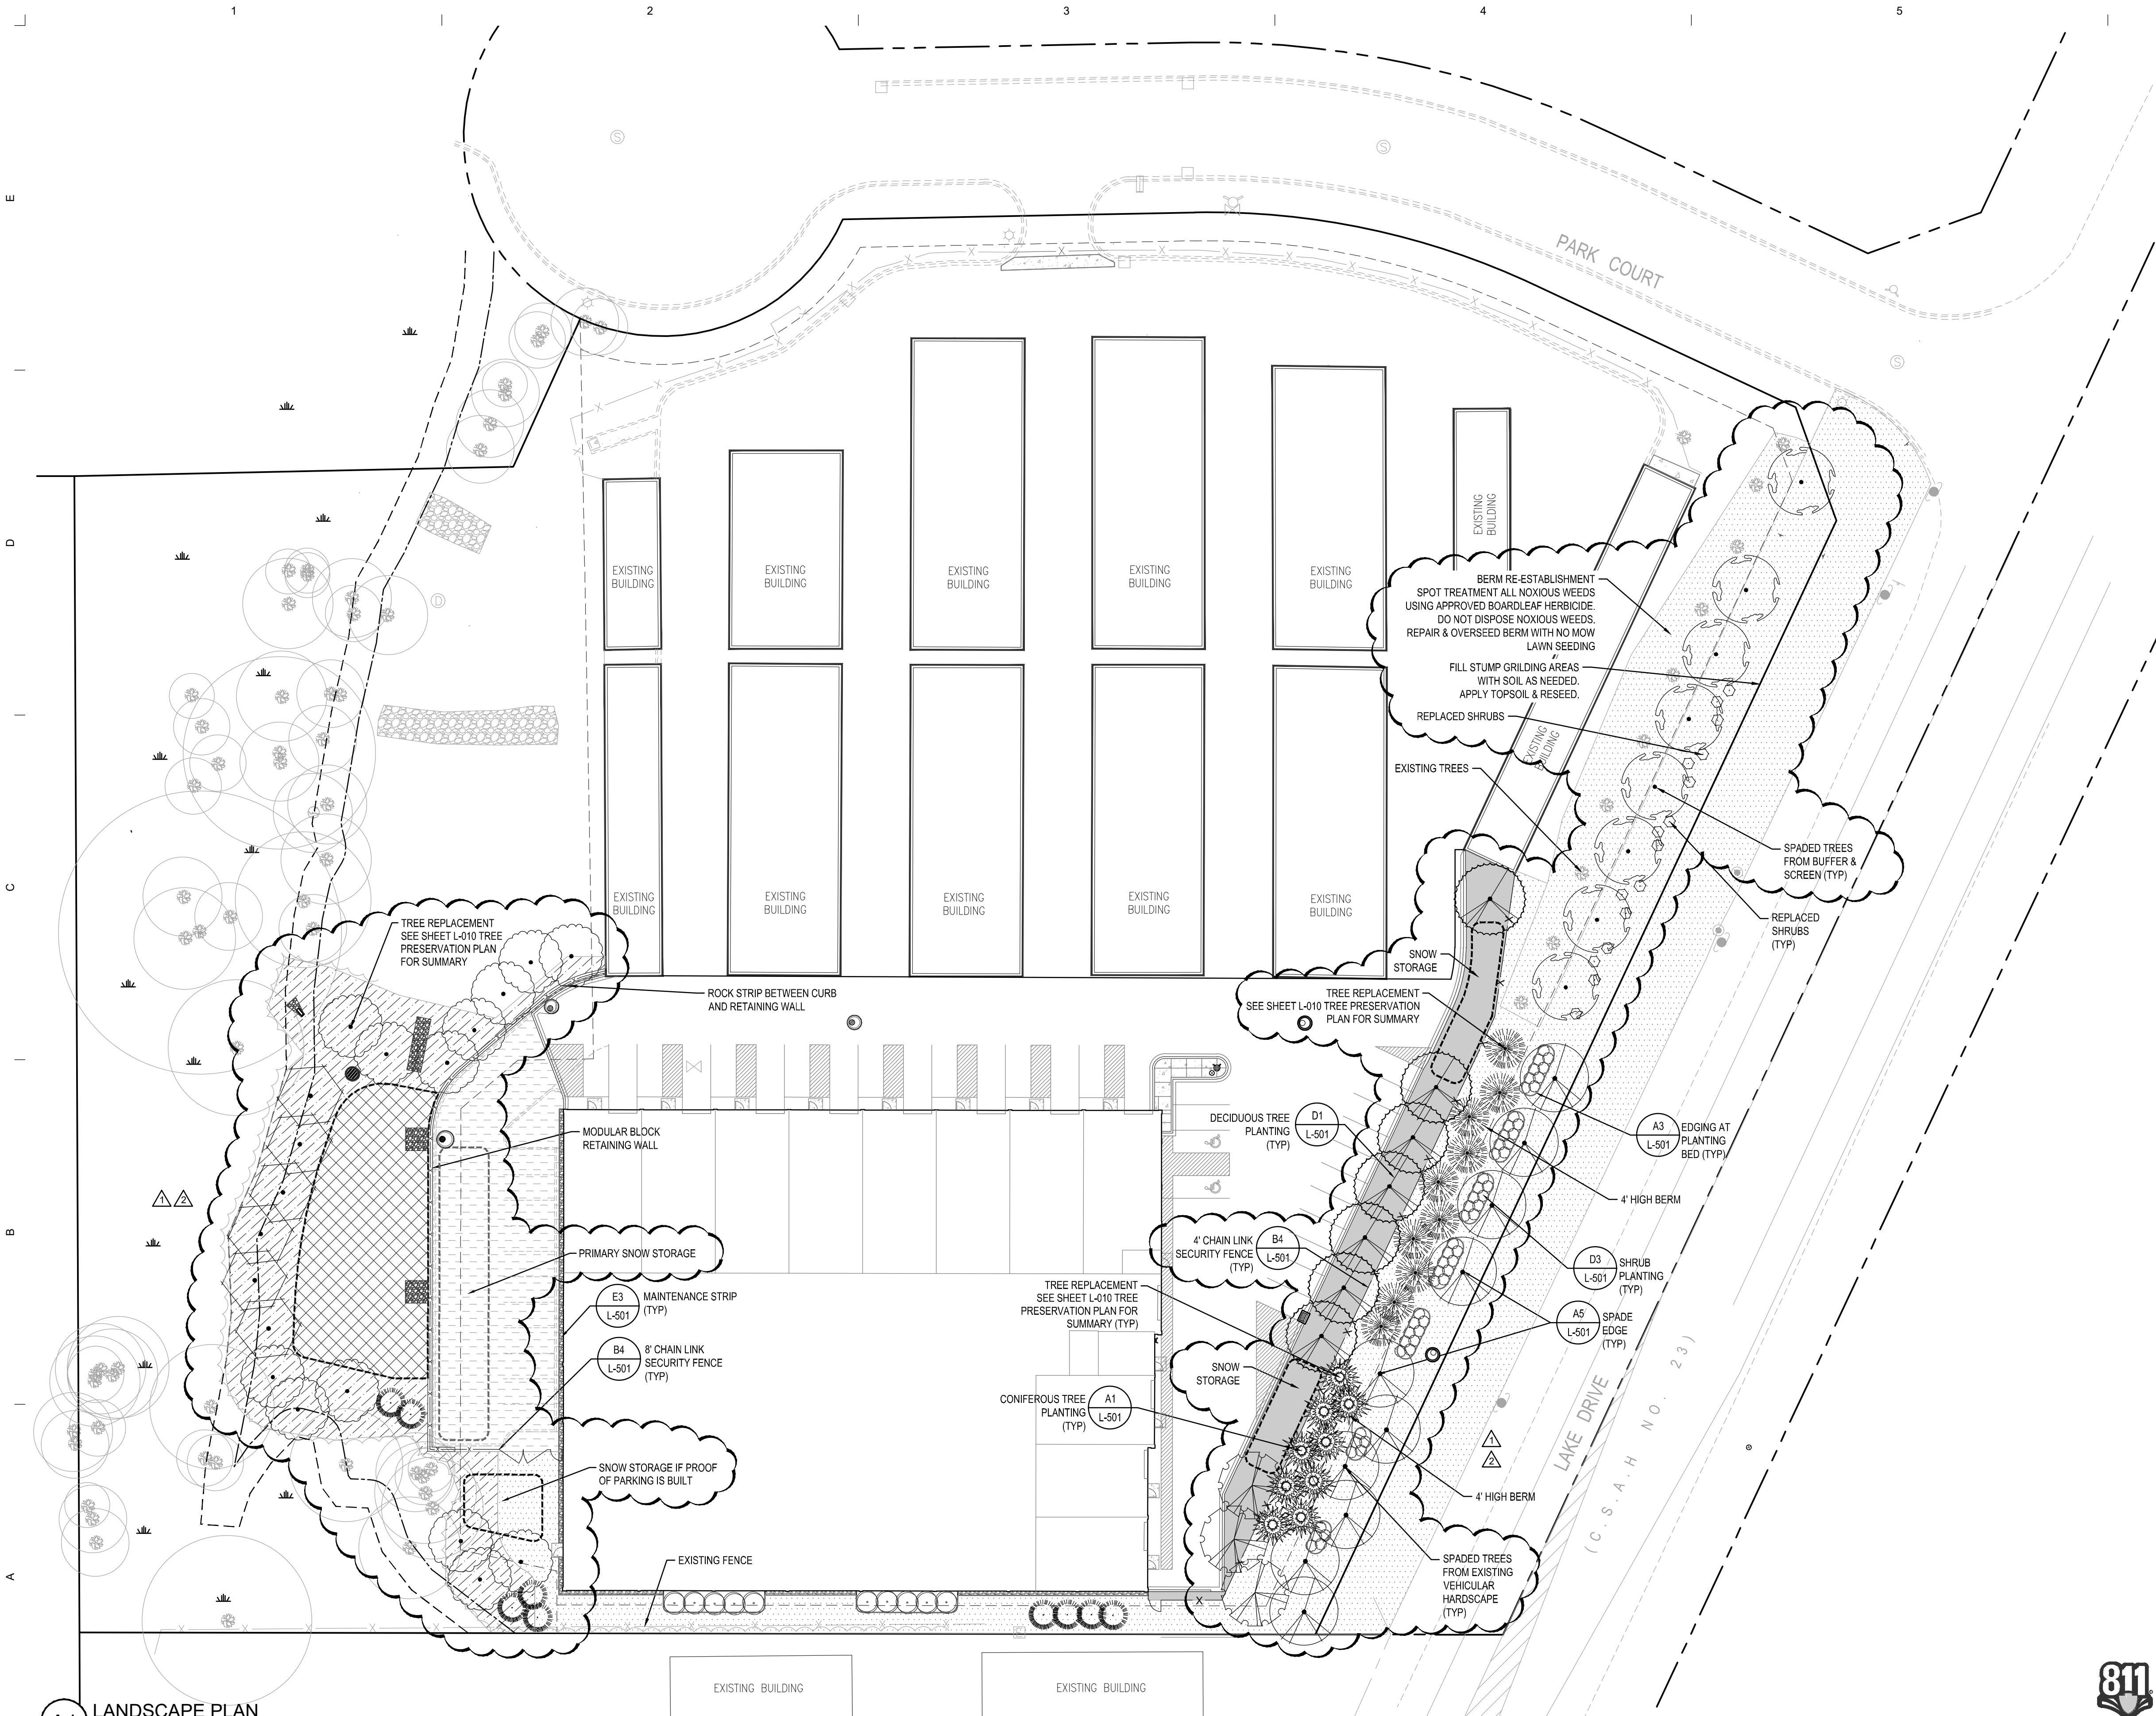 1
2
3
4
5
E
D
C
B
A
S
S
S
PARK COURT
EXISTING
BUILDING
EXISTING
BUILDING
EXISTING
BUILDING
EXISTING
BUILDING
EXISTING
BUILDING
EXISTING
BUILDING
BERM RE-ESTABLISHMENT
SPOT TREATMENT ALL NOXIOUS WEEDS
USING APPROVED BOARDLEAF HERBICIDE.
DO NOT DISPOSE NOXIOUS WEEDS.
REPAIR & OVERSEED BERM WITH NO MOW
LAWN SEEDING
FILL STUMP GRILDING AREAS
WITH SOIL AS NEEDED.
APPLY TOPSOIL & RESEED.
REPLACED SHRUBS
EXISTING
BUILDING
EXISTING TREES
D
SPADED TREES
FROM BUFFER &
SCREEN (TYP)
REPLACED
SHRUBS
(TYP)
EXISTING
BUILDING
EXISTING
BUILDING
EXISTING
BUILDING
EXISTING
BUILDING
EXISTING
BUILDING
TREE REPLACEMENT
SEE SHEET L-010 TREE
PRESERVATION PLAN
FOR SUMMARY
ROCK STRIP BETWEEN CURB
AND RETAINING WALL
SNOW
STORAGE
TREE REPLACEMENT
SEE SHEET L-010 TREE PRESERVATION
PLAN FOR SUMMARY
MODULAR BLOCK
RETAINING WALL
DECIDUOUS TREE
PLANTING
(TYP)
D1
L-501
A3
L-501
EDGING AT
PLANTING
BED (TYP)
4' HIGH BERM
1 2
PRIMARY SNOW STORAGE
4' CHAIN LINK
SECURITY FENCE
(TYP)
B4
L-501
D3
L-501
SHRUB
PLANTING
(TYP)
E3
L-501
MAINTENANCE STRIP
(TYP)
TREE REPLACEMENT
SEE SHEET L-010 TREE
PRESERVATION PLAN FOR
SUMMARY (TYP)
A5
L-501
SPADE
EDGE
(TYP)
B4
L-501
8' CHAIN LINK
SECURITY FENCE
(TYP)
SNOW
STORAGE
CONIFEROUS TREE
PLANTING
(TYP)
A1
L-501
LAKE DRIVE
(C.S.A.H NO. 23)
1
2
SNOW STORAGE IF PROOF
OF PARKING IS BUILT
4' HIGH BERM
EXISTING FENCE
SPADED TREES
FROM EXISTING
VEHICULAR
HARDSCAPE
(TYP)
EXISTING BUILDING
EXISTING BUILDING
LANDSCAPE PLAN
811